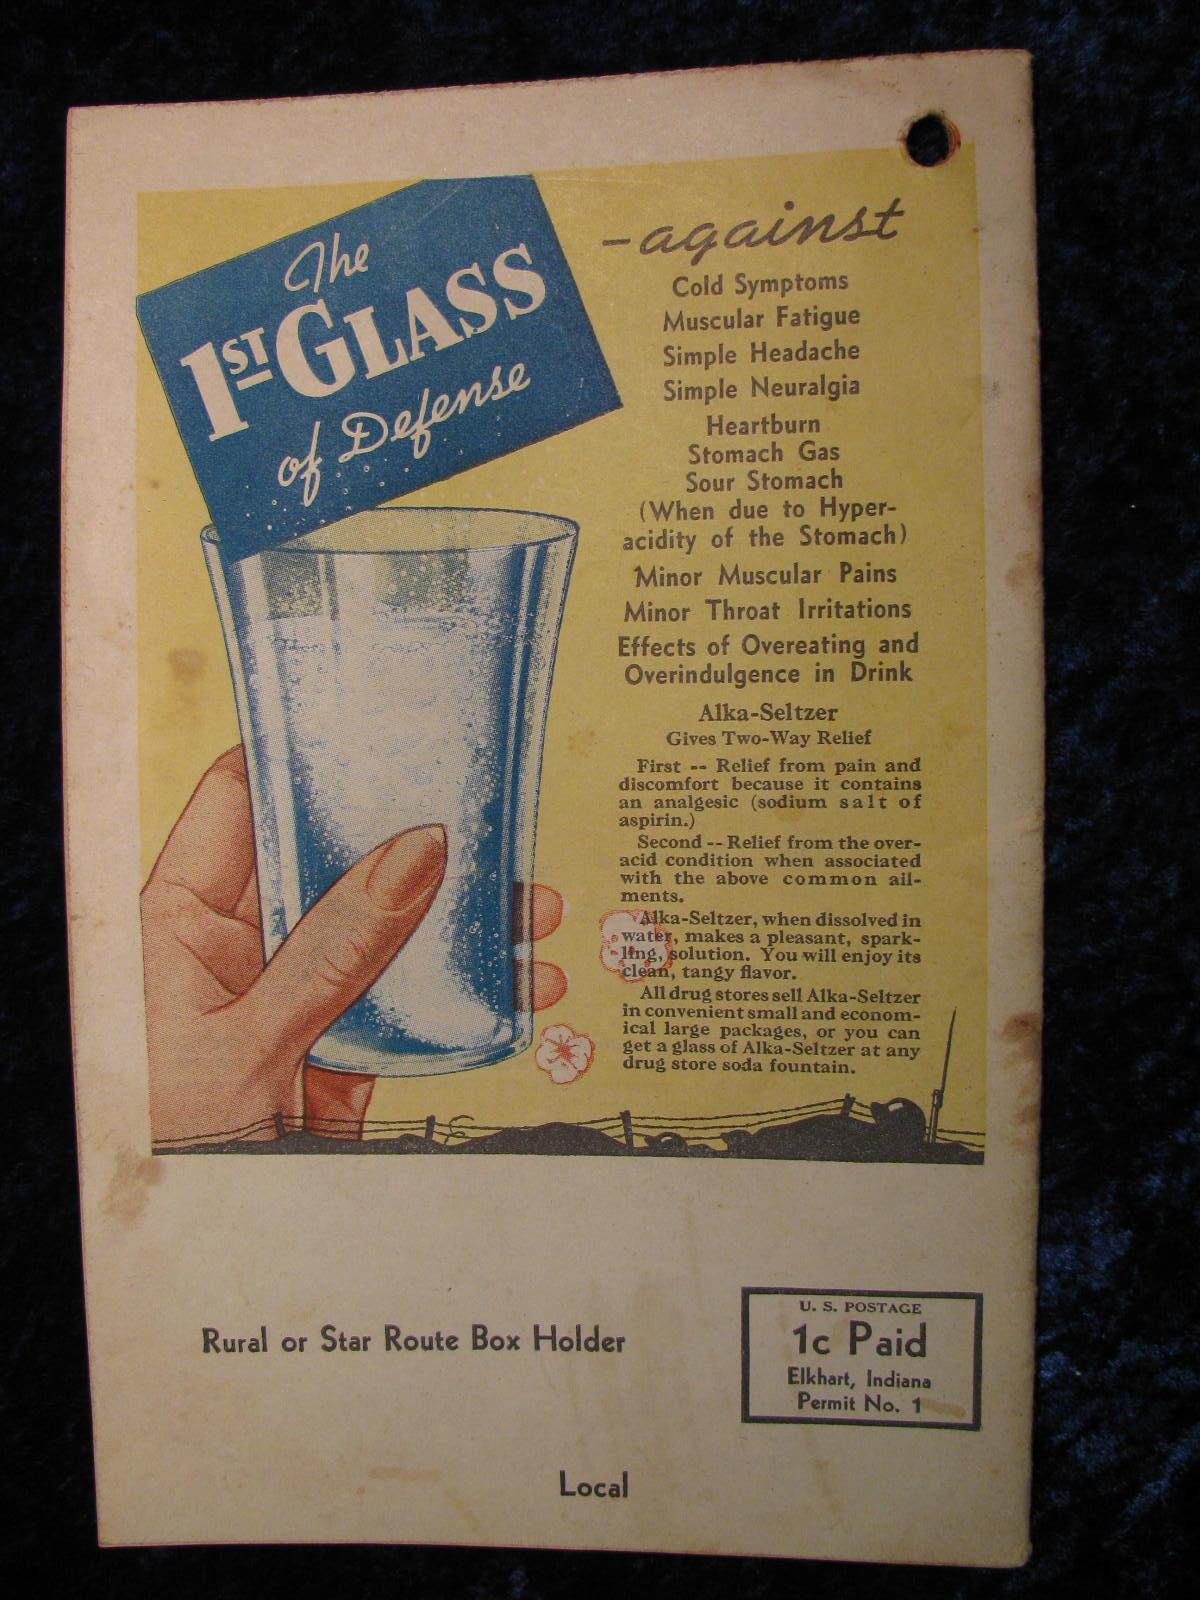 The
1ST GLASS
of Defense
—against
Cold Symptoms
Muscular Fatigue
Simple Headache
Simple Neuralgia
Heartburn
Stomach Gas
Sour Stomach
(When due to Hyper-
acidity of the Stomach)
Minor Muscular Pains
Minor Throat Irritations
Effects of Overeating and
Overindulgence in Drink
Alka-Seltzer
Gives Two-Way Relief
First -- Relief from pain and
discomfort because it contains
an analgesic (sodium salt of
aspirin.)
Second -- Relief from the over-
acid condition when associated
with the above common ail-
ments.
Alka-Seltzer, when dissolved in
water, makes a pleasant, spark-
ling, solution. You will enjoy its
clean, tangy flavor.
All drug stores sell Alka-Seltzer
in convenient small and econom-
ical large packages, or you can
get a glass of Alka-Seltzer at any
drug store soda fountain.
Rural or Star Route Box Holder
U. S. POSTAGE
1c Paid
Elkhart, Indiana
Permit No. 1
Local